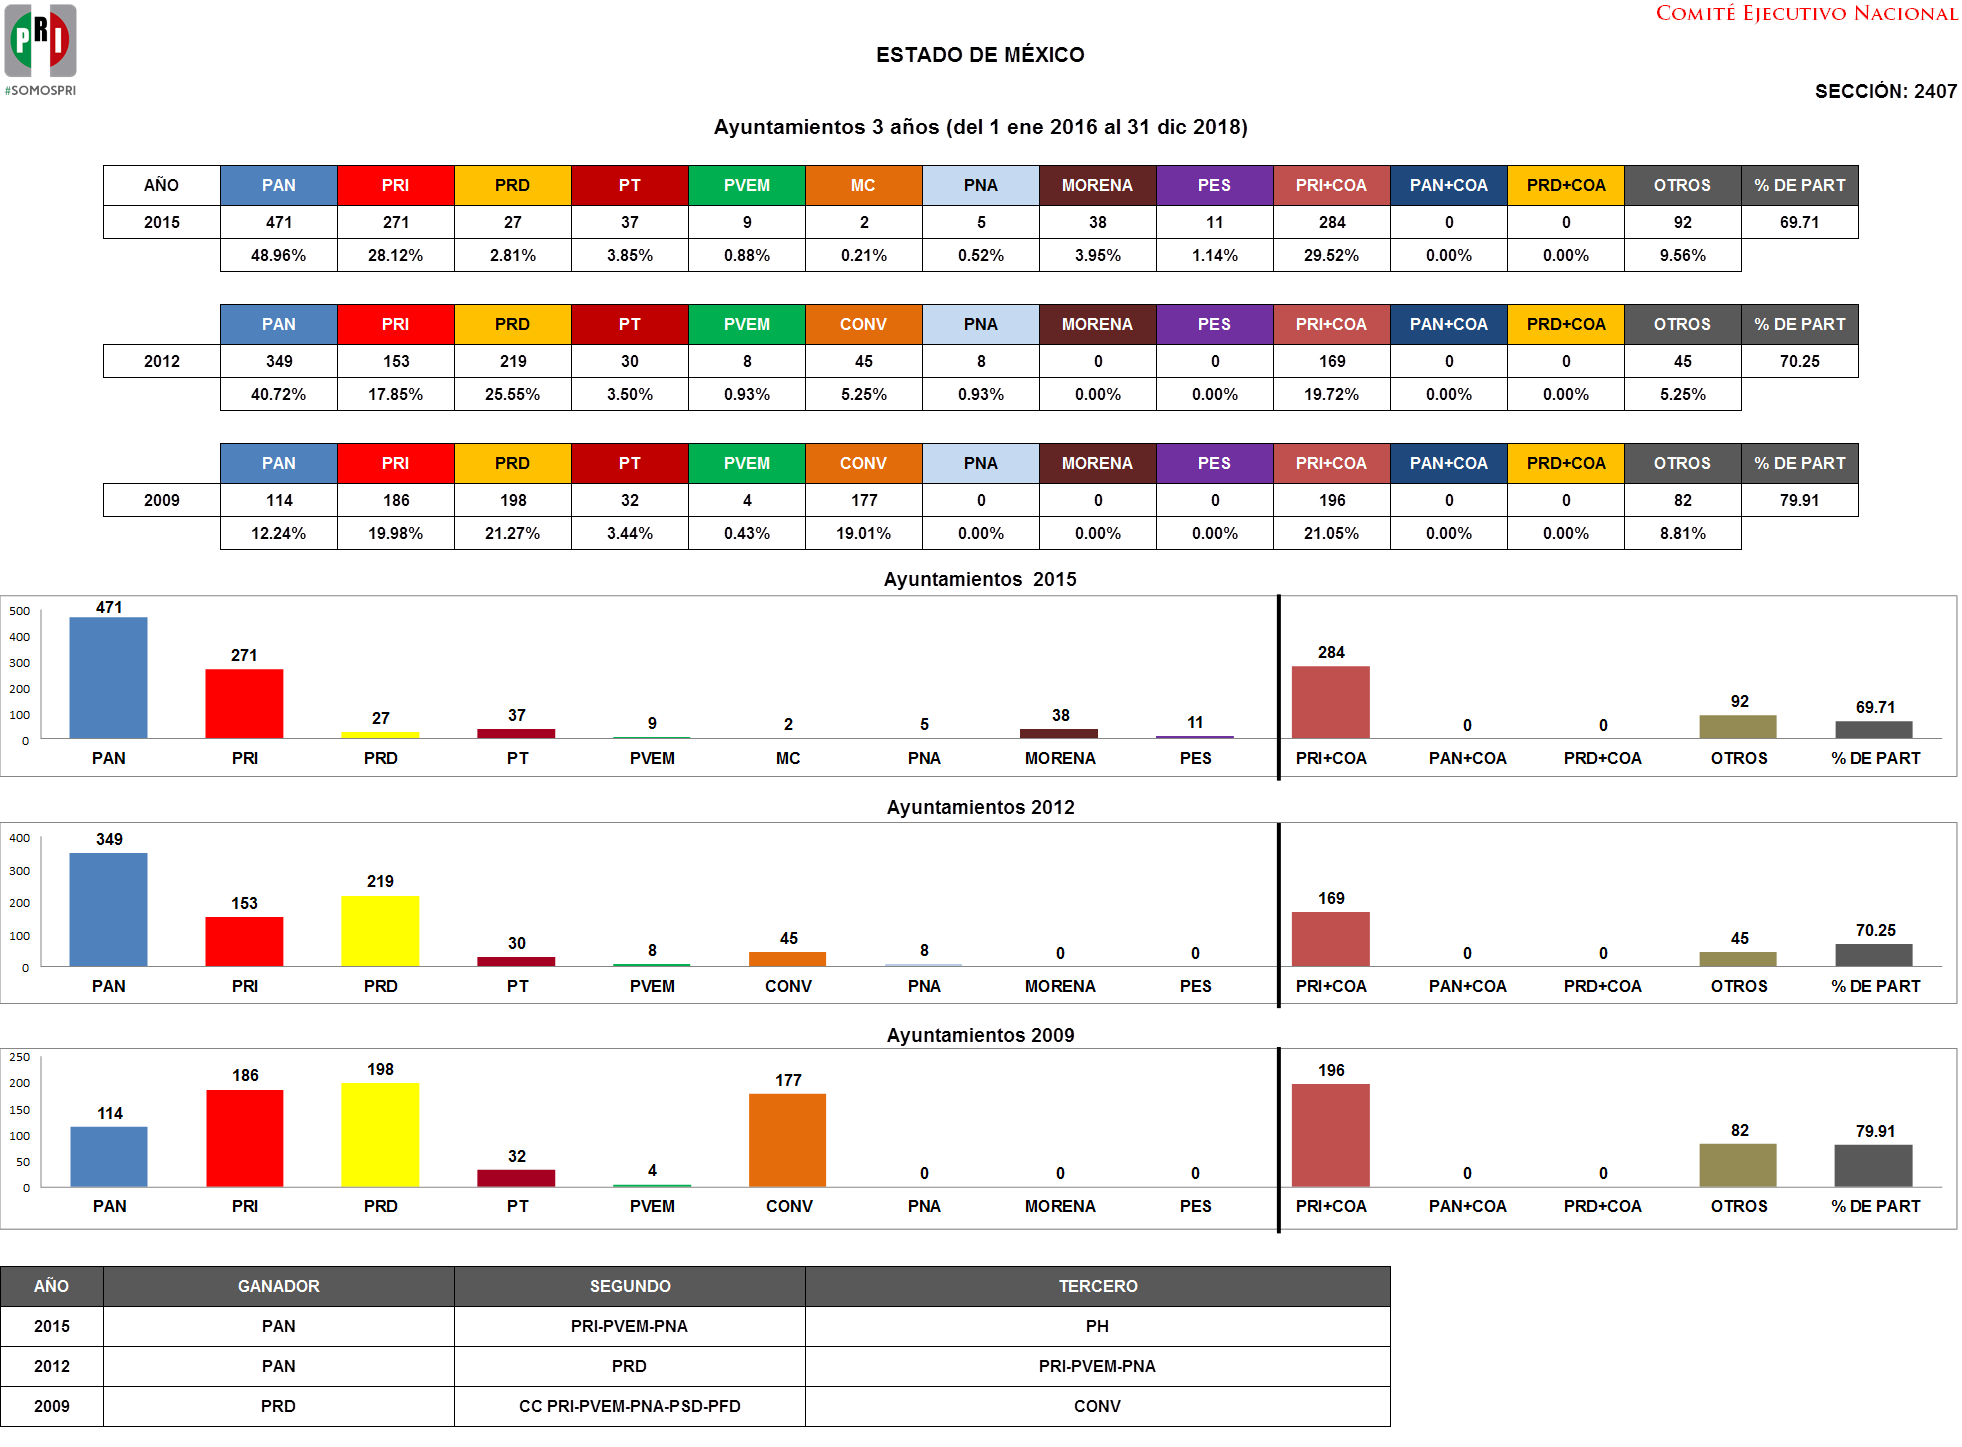 PRI
#SOMOSPRI
COMITÉ EJECUTIVO NACIONAL
ESTADO DE MÉXICO
SECCIÓN: 2407
Ayuntamientos 3 años (del 1 ene 2016 al 31 dic 2018)
AÑO PAN PRI PRD PT PVEM MC PNA MORENA PES PRI+COA PAN+COA PRD+COA OTROS % DE PART
2015 471 271 27 37 9 2 5 38 11 284 0 0 92 69.71
48.96% 28.12% 2.81% 3.85% 0.88% 0.21% 0.52% 3.95% 1.14% 29.52% 0.00% 0.00% 9.56%
PAN PRI PRD PT PVEM CONV PNA MORENA PES PRI+COA PAN+COA PRD+COA OTROS % DE PART
2012 349 153 219 30 8 45 8 0 0 169 0 0 45 70.25
40.72% 17.85% 25.55% 3.50% 0.93% 5.25% 0.93% 0.00% 0.00% 19.72% 0.00% 0.00% 5.25%
PAN PRI PRD PT PVEM CONV PNA MORENA PES PRI+COA PAN+COA PRD+COA OTROS % DE PART
2009 114 186 198 32 4 177 0 0 0 196 0 0 82 79.91
12.24% 19.98% 21.27% 3.44% 0.43% 19.01% 0.00% 0.00% 0.00% 21.05% 0.00% 0.00% 8.81%
Ayuntamientos 2015
500
400
300
200
100
0
471 271 27 37 9 2 5 38 11 284 0 0 92 69.71
PAN PRI PRD PT PVEM MC PNA MORENA PES PRI+COA PAN+COA PRD+COA OTROS % DE PART
Ayuntamientos 2012
400
300
200
100
0
349 153 219 30 8 45 8 0 0 169 0 0 45 70.25
PAN PRI PRD PT PVEM CONV PNA MORENA PES PRI+COA PAN+COA PRD+COA OTROS % DE PART
Ayuntamientos 2009
250
200
150
100
50
0
114 186 198 32 4 177 0 0 0 196 0 0 82 79.91
PAN PRI PRD PT PVEM CONV PNA MORENA PES PRI+COA PAN+COA PRD+COA OTROS % DE PART
AÑO GANADOR SEGUNDO TERCERO
2015 PAN PRI-PVEM-PNA PH
2012 PAN PRD PRI-PVEM-PNA
2009 PRD CC PRI-PVEM-PNA-PSD-PFD CONV